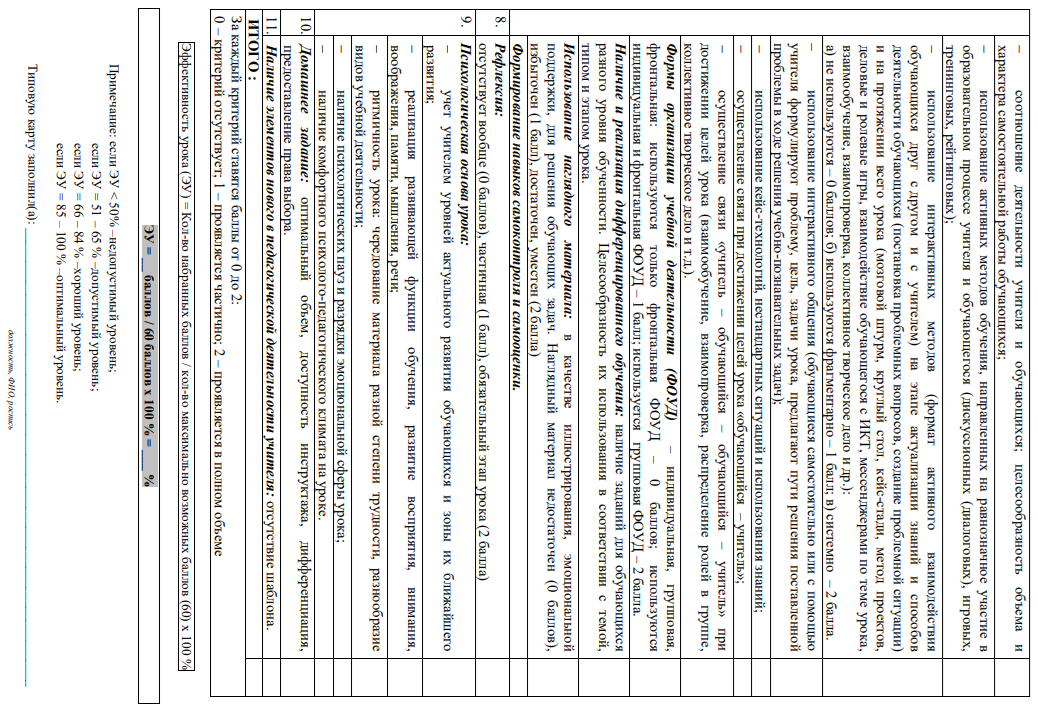 – соотношение деятельности учителя и обучающихся; целесообразность объема и
характера самостоятельной работы обучающихся;
– использование активных методов обучения, направленных на равнозначное участие в
образовательном процессе учителя и обучающегося (дискуссионных (диалоговых), игровых,
тренинговых, рейтинговых);
– использование интерактивных методов (формат активного взаимодействия
обучающихся друг с другом и с учителем) на этапе актуализации знаний и способов
деятельности обучающихся (постановка проблемных вопросов, создание проблемной ситуации)
и на протяжении всего урока (мозговой штурм, круглый стол, кейс-стади, метод проектов,
деловые и ролевые игры, взаимодействие обучающегося с ИКТ, мессенджерами по теме урока,
взаимообучение, взаимопроверка, коллективное творческое дело и др.):
а) не используются – 0 баллов; б) используются фрагментарно – 1 балл; в) системно – 2 балла.
– использование интерактивного общения (обучающиеся самостоятельно или с помощью
учителя формулируют проблему, цель, задачи урока, предлагают пути решения поставленной
проблемы в ходе решения учебно-познавательных задач);
– использование кейс-технологий, нестандартных ситуаций и использования знаний;
– осуществление связи при достижении целей урока «обучающийся – учитель»;
– осуществление связи «учитель – обучающийся – обучающийся – учитель» при
достижении целей урока (взаимообучение, взаимопроверка, распределение ролей в группе,
коллективное творческое дело и т.д.).
Формы организации учебной деятельности (ФОУД) – индивидуальная, групповая,
фронтальная: используются только фронтальная ФОУД – 0 баллов; используются
индивидуальная и фронтальная ФОУД – 1 балл; используется групповая ФОУД – 2 балла.
Наличие и реализация дифференцированного обучения: наличие заданий для обучающихся
разного уровня обученности. Целесообразность их использования в соответствии с темой,
типом и этапом урока.
Использование наглядного материала: в качестве иллюстрирования, эмоциональной
поддержки, для решения обучающих задач. Наглядный материал недостаточен (0 баллов),
избыточен (1 балл), достаточен, уместен (2 балла)
Формирование навыков самоконтроля и самооценки.
8. Рефлексия:
отсутствует вообще (0 баллов), частичная (1 балл), обязательный этап урока (2 балла)
9. Психологическая основа урока:
– учет учителем уровней актуального развития обучающихся и зоны их ближайшего
развития;
– реализация развивающей функции обучения, развитие восприятия, внимания,
воображения, памяти, мышления, речи;
– ритмичность урока: чередование материала разной степени трудности, разнообразие
видов учебной деятельности;
– наличие психологических пауз и разрядки эмоциональной сферы урока;
– наличие комфортного психолого-педагогического климата на уроке.
10. Домашнее задание: оптимальный объем, доступность инструктажа, дифференциация,
предоставление права выбора.
11. Наличие элементов нового в педагогической деятельности учителя: отсутствие шаблона.
ИТОГО :
За каждый критерий ставятся баллы от 0 до 2:
0 – критерий отсутствует; 1 – проявляется частично; 2 – проявляется в полном объеме
Эффективность урока (ЭУ) = Кол-во набранных баллов / кол-во максимально возможных баллов (60) х 100 %
ЭУ = __ баллов / 60 баллов х 100 % = ___%
Примечание: если ЭУ < 50% –недопустимый уровень;
если ЭУ = 51 – 65 % –допустимый уровень;
если ЭУ = 66 – 84 % –хороший уровень;
если ЭУ = 85 – 100 % –оптимальный уровень.
Типовую карту заполнил(а): ____________
должность, ФИО, роспись